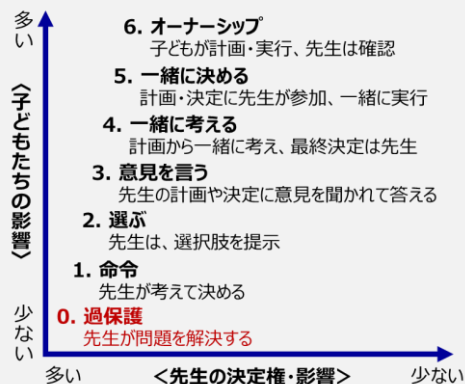 多い
6. オーナーシップ
子どもが計画・実行、先生は確認
5. 一緒に決める
計画・決定に先生が参加、一緒に実行
4. 一緒に考える
計画から一緒に考え、最終決定は先生
3. 意見を言う
先生の計画や決定に意見を聞かれて答える
2. 選ぶ
先生は、選択肢を提示
1. 命令
先生が考えて決める
0. 過保護
先生が問題を解決する
<子どもたちの影響>
少ない
多い <先生の決定権・影響> 少ない